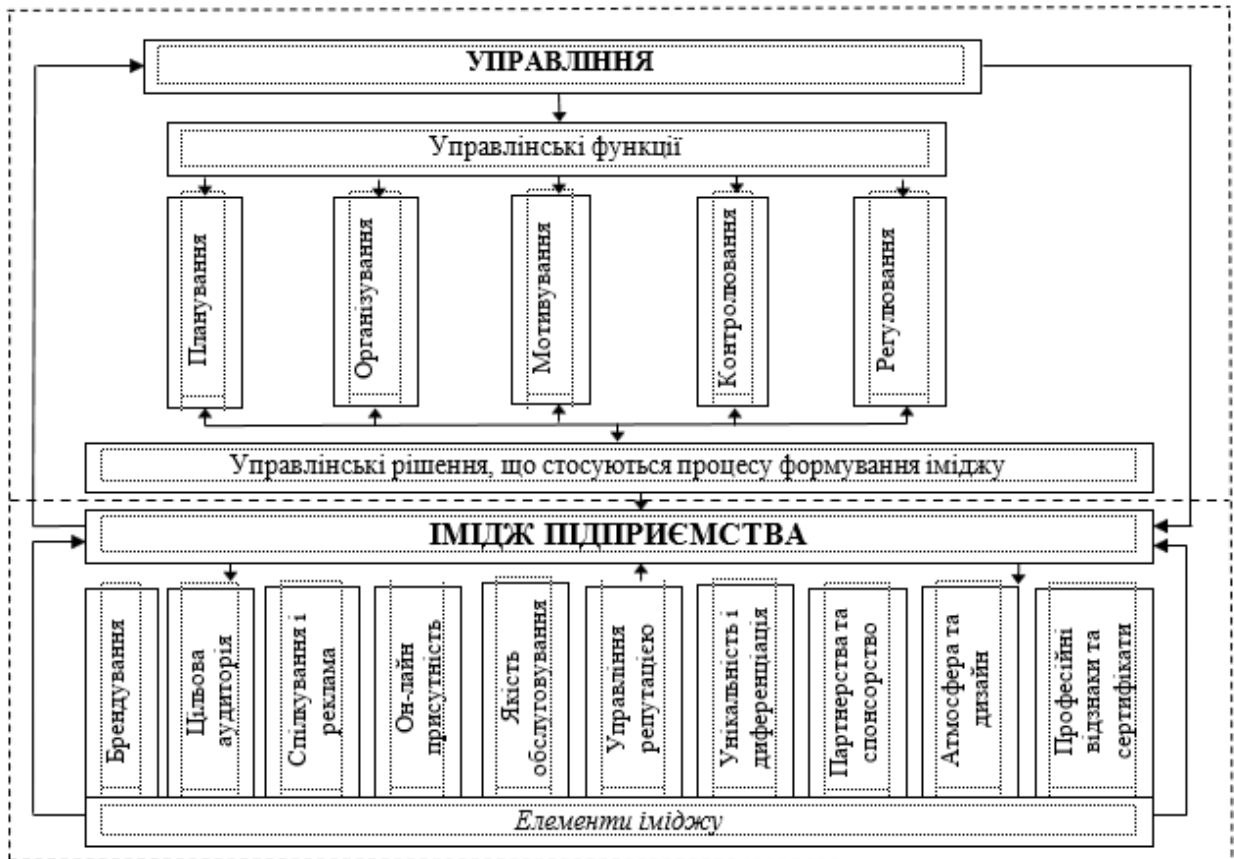 УПРАВЛІННЯ
Управлінські функції
Планування
Організування
Мотивування
Контролювання
Регулювання
Управлінські рішення, що стосуються процесу формування іміджу
ІМІДЖ ПІДПРИЄМСТВА
Брендування
Цільова
аудиторія
Спілкування і
реклама
Он-лайн
присутність
Якість
обслуговування
Управління
репутацією
Унікальність і
диференціація
Партнерства та
спонсорство
Атмосфера та
дизайн
Професійні
відзнаки та
сертифікати
Елементи іміджу